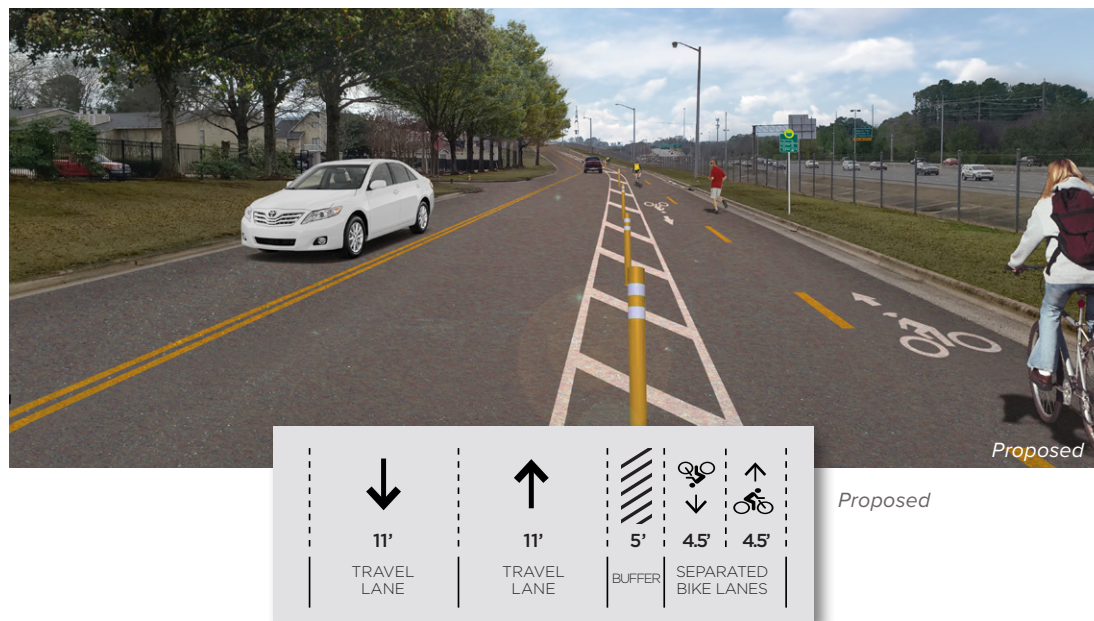 Proposed
Proposed
11' 11' 5' 4.5' 4.5'
TRAVEL LANE
TRAVEL LANE
BUFFER
SEPARATED BIKE LANES